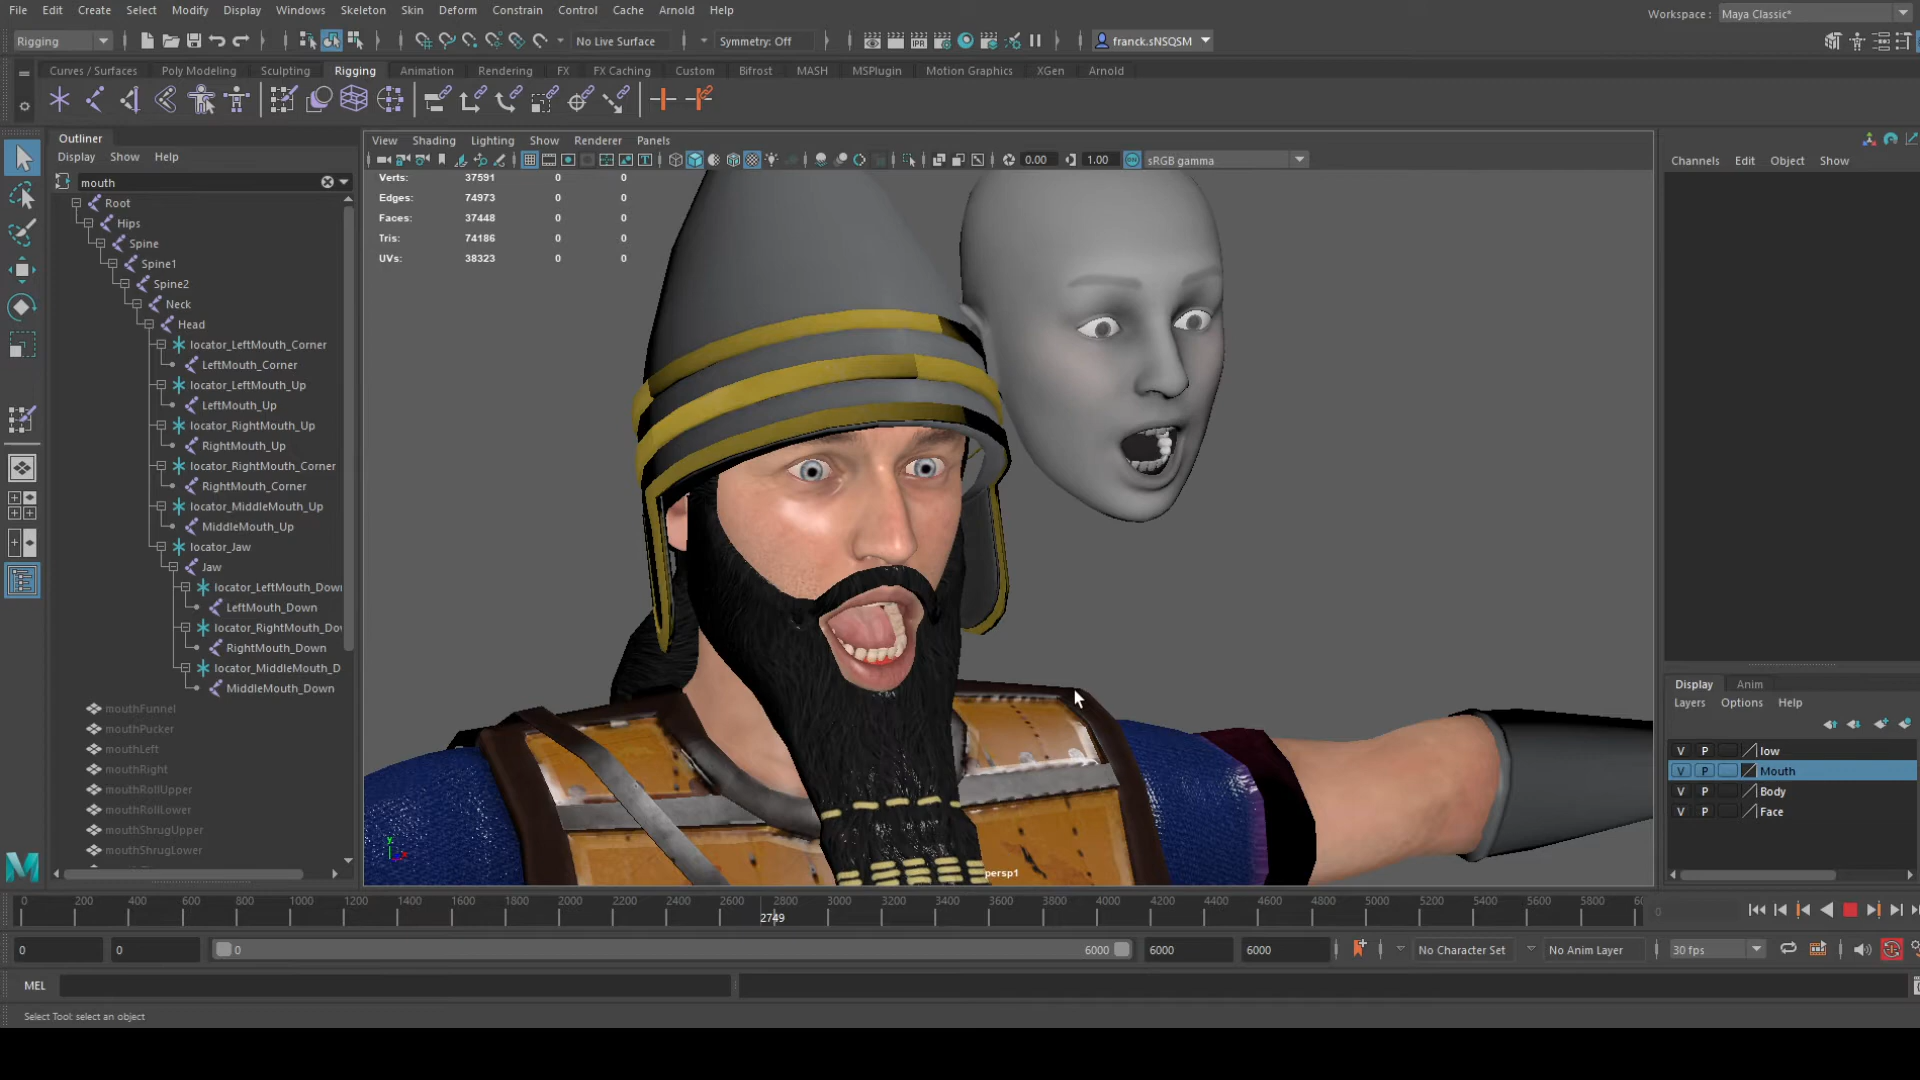 File Edit Create Select Modify Display Windows Skeleton Skin Deform Constrain Control Cache Arnold Help
Workspace : Maya Classic*
Rigging
No Live Surface
Symmetry: Off
franck.sNSQSM
Curves / Surfaces Poly Modeling Sculpting Rigging Animation Rendering FX FX Caching Custom Bifrost MASH MSPlugin Motion Graphics XGen Arnold
IPR
Outliner
Display Show Help
mouth
Root
Hips
Spine
Spine1
Spine2
Neck
Head
locator_LeftMouth_Corner
LeftMouth_Corner
locator_LeftMouth_Up
LeftMouth_Up
locator_RightMouth_Up
RightMouth_Up
locator_RightMouth_Corner
RightMouth_Corner
locator_MiddleMouth_Up
MiddleMouth_Up
locator_Jaw
Jaw
locator_LeftMouth_Down
LeftMouth_Down
locator_RightMouth_Do
RightMouth_Down
locator_MiddleMouth_D
MiddleMouth_Down
mouthFunnel
mouthPucker
mouthLeft
mouthRight
mouthRollUpper
mouthRollLower
mouthShrugUpper
mouthShrugLower
View Shading Lighting Show Renderer Panels
0.00 1.00 sRGB gamma
Verts: 37591 0 0
Edges: 74973 0 0
Faces: 37448 0 0
Tris: 74186 0 0
UVs: 38323 0 0
y
persp1
Channels Edit Object Show
Display Anim
Layers Options Help
V P low
V P Mouth
V P Body
V P Face
0 200 400 600 800 1000 1200 1400 1600 1800 2000 2200 2400 2600 2800 3000 3200 3400 3600 3800 4000 4200 4400 4600 4800 5000 5200 5400 5600 5800 6
2749
0
0 0 0 6000 6000 6000 No Character Set No Anim Layer 30 fps
MEL
Select Tool: select an object